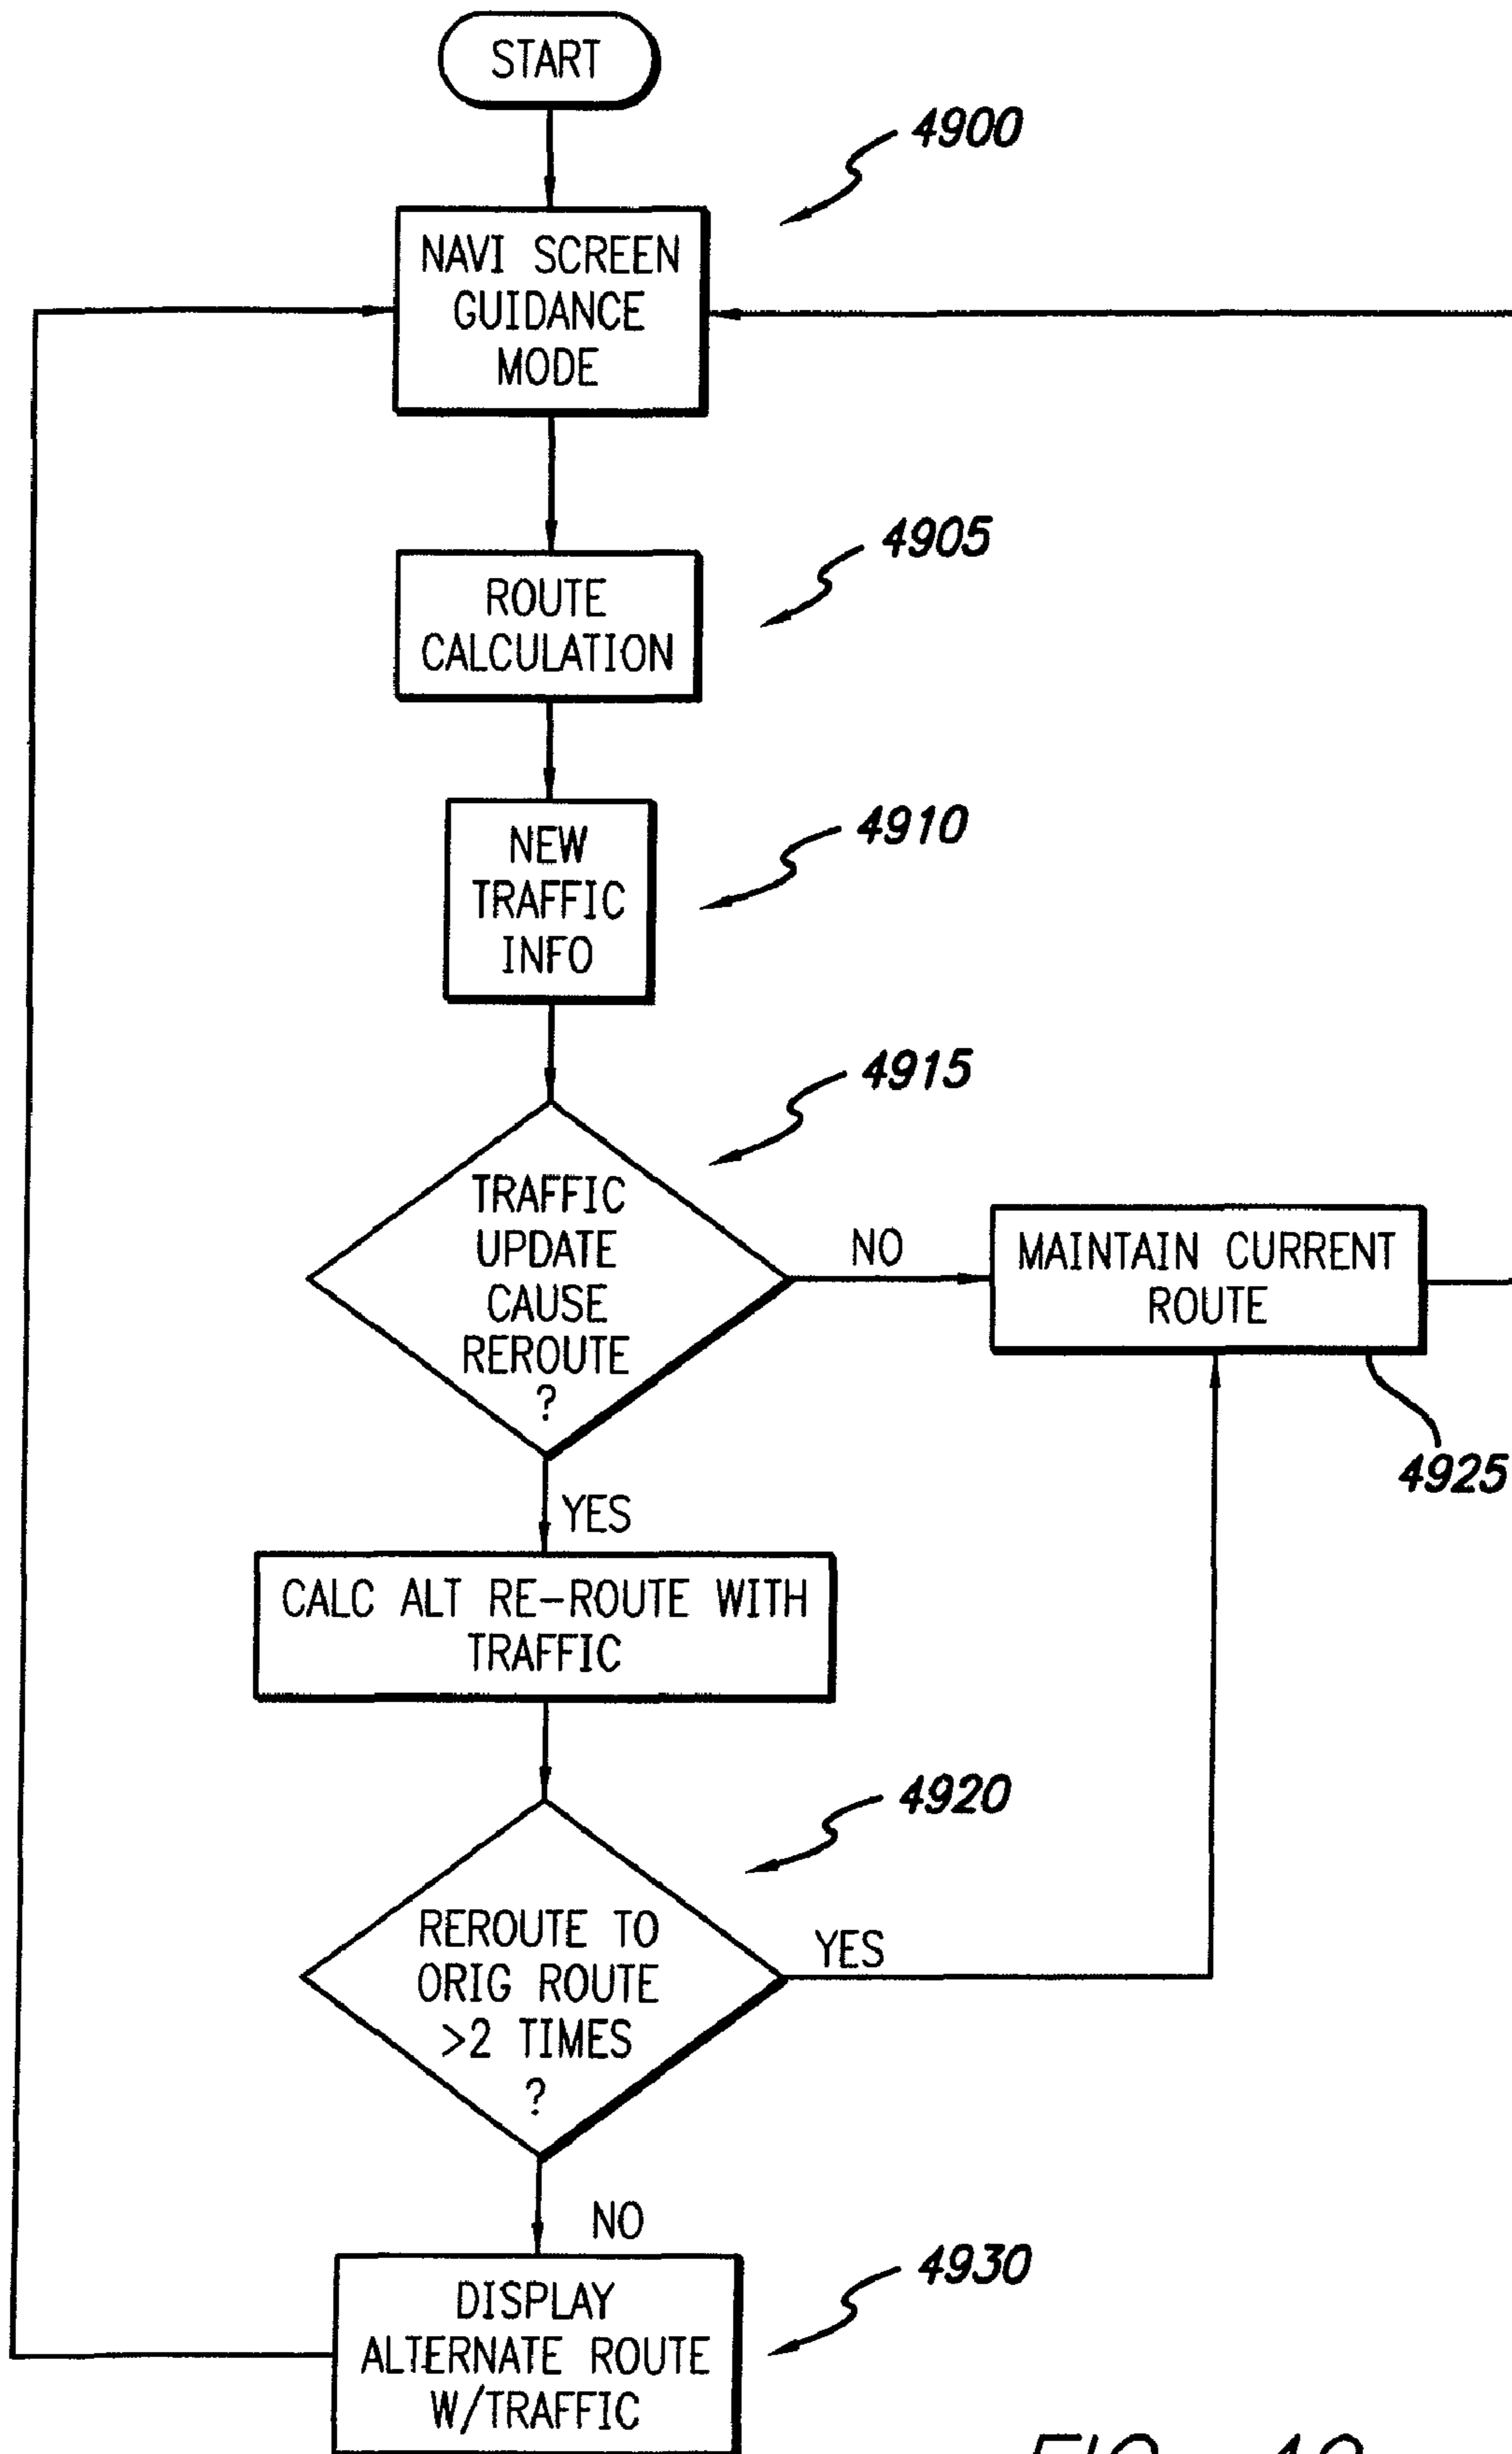 START
4900
NAVI SCREEN
GUIDANCE
MODE
4905
ROUTE
CALCULATION
4910
NEW
TRAFFIC
INFO
4915
TRAFFIC
UPDATE
CAUSE
REROUTE
?
NO
MAINTAIN CURRENT
ROUTE
4925
YES
CALC ALT RE-ROUTE WITH
TRAFFIC
4920
REROUTE TO
ORIG ROUTE
>2 TIMES
?
YES
NO
4930
DISPLAY
ALTERNATE ROUTE
W/TRAFFIC